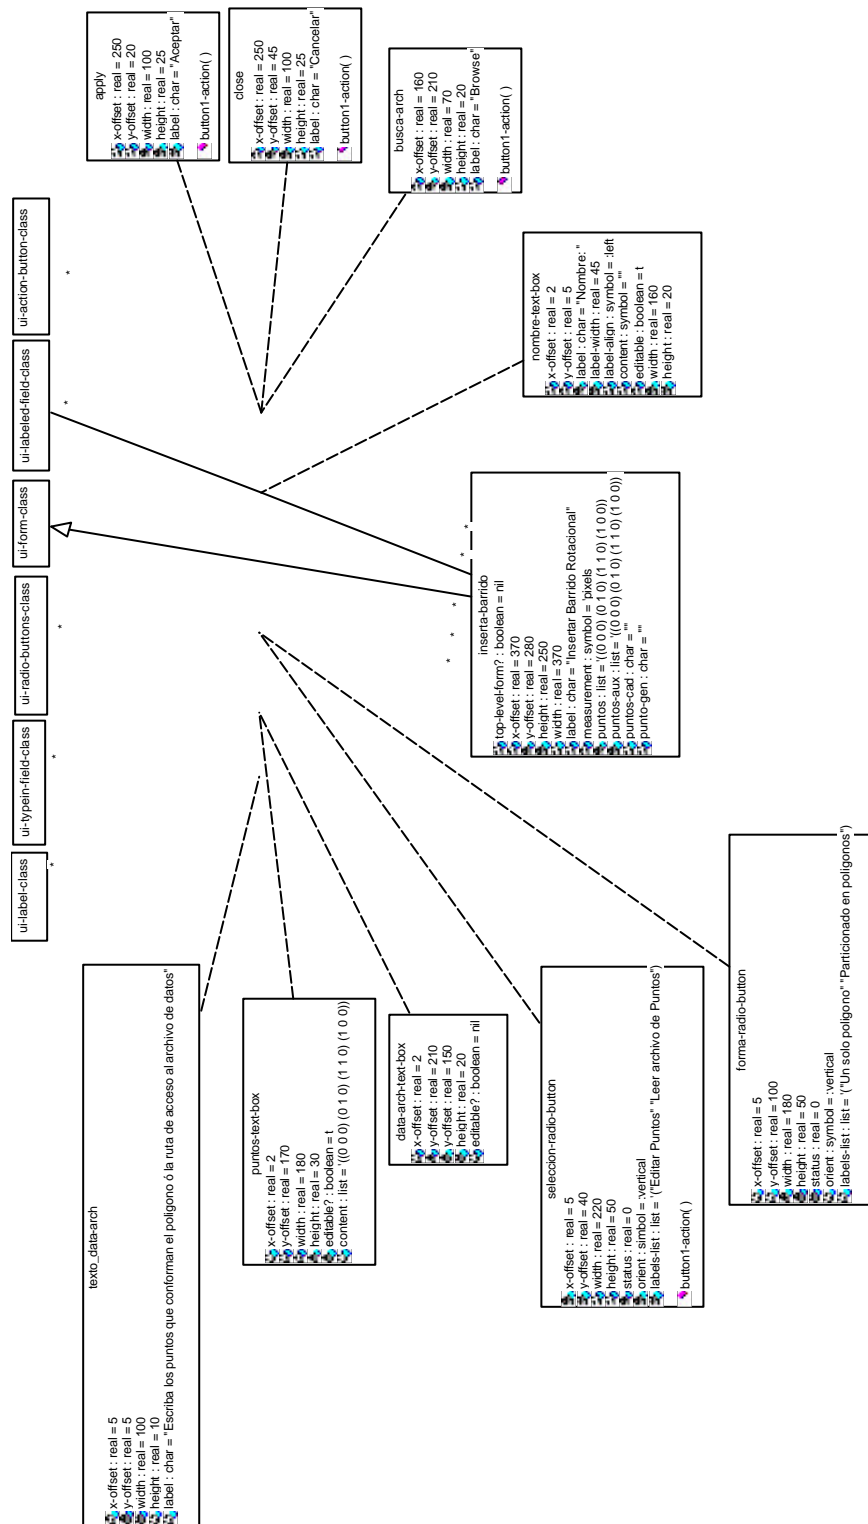 ui-label-class
ui-typein-field-class
ui-radio-buttons-class
ui-form-class
ui-labeled-field-class
ui-action-button-class
*
*
*
*
*
texto_data-arch
x-offset : real = 5
y-offset : real = 5
width : real = 100
height : real = 10
label : char = "Escriba los puntos que conforman el poligono ó la ruta de acceso al archivo de datos"
apply
x-offset : real = 250
y-offset : real = 20
width : real = 100
height : real = 25
label : char = "Aceptar"
button1-action( )
close
x-offset : real = 250
y-offset : real = 45
width : real = 100
height : real = 25
label : char = "Cancelar"
button1-action( )
puntos-text-box
x-offset : real = 2
y-offset : real = 170
width : real = 180
height : real = 30
editable? : boolean = t
content : list = '((0 0 0) (0 1 0) (1 1 0) (1 0 0))
data-arch-text-box
x-offset : real = 2
y-offset : real = 210
y-offset : real = 150
height : real = 20
editable? : boolean = nil
busca-arch
x-offset : real = 160
y-offset : real = 210
width : real = 70
height : real = 20
label : char = "Browse"
button1-action( )
*
*
*
*
*
inserta-barrido
top-level-form? : boolean = nil
x-offset : real = 370
y-offset : real = 280
height : real = 250
width : real = 370
label : char = "Insertar Barrido Rotacional"
measurement : symbol = 'pixels
puntos : list = '((0 0 0) (0 1 0) (1 1 0) (1 0 0))
puntos-aux : list = '((0 0 0) (0 1 0) (1 1 0) (1 0 0))
puntos-cad : char = ""
punto-gen : char = ""
nombre-text-box
x-offset : real = 2
y-offset : real = 5
label : char = "Nombre: "
label-width : real = 45
label-align : symbol = :left
content : symbol = ""
editable : boolean = t
width : real = 160
height : real = 20
seleccion-radio-button
x-offset : real = 5
y-offset : real = 40
width : real = 220
height : real = 50
status : real = 0
orient : simbol = :vertical
labels-list : list = '("Editar Puntos" "Leer archivo de Puntos")
button1-action( )
forma-radio-button
x-offset : real = 5
y-offset : real = 100
width : real = 180
height : real = 50
status : real = 0
orient : symbol = :vertical
labels-list : list = '("Un solo poligono" "Particionado en poligonos")